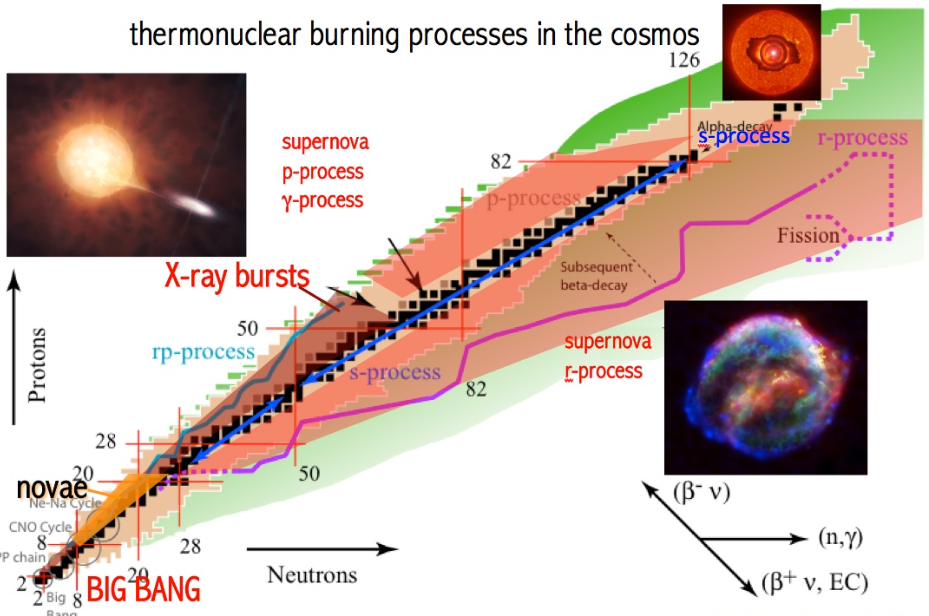 thermonuclear burning processes in the cosmos
126
Alpha-decay
s-process
r-process
supernova
p-process
γ-process
82
p-process
Fission
Subsequent
beta-decay
X-ray bursts
50
rp-process
s-process
supernova
r-process
82
Protons
28
50
20
novae
Ne-Na Cycle
CNO Cycle
8
28
PP chain
20
2
2
8
Big
Bang
BIG BANG
Neutrons
(β⁻ ν)
(n,γ)
(β⁺ ν, EC)